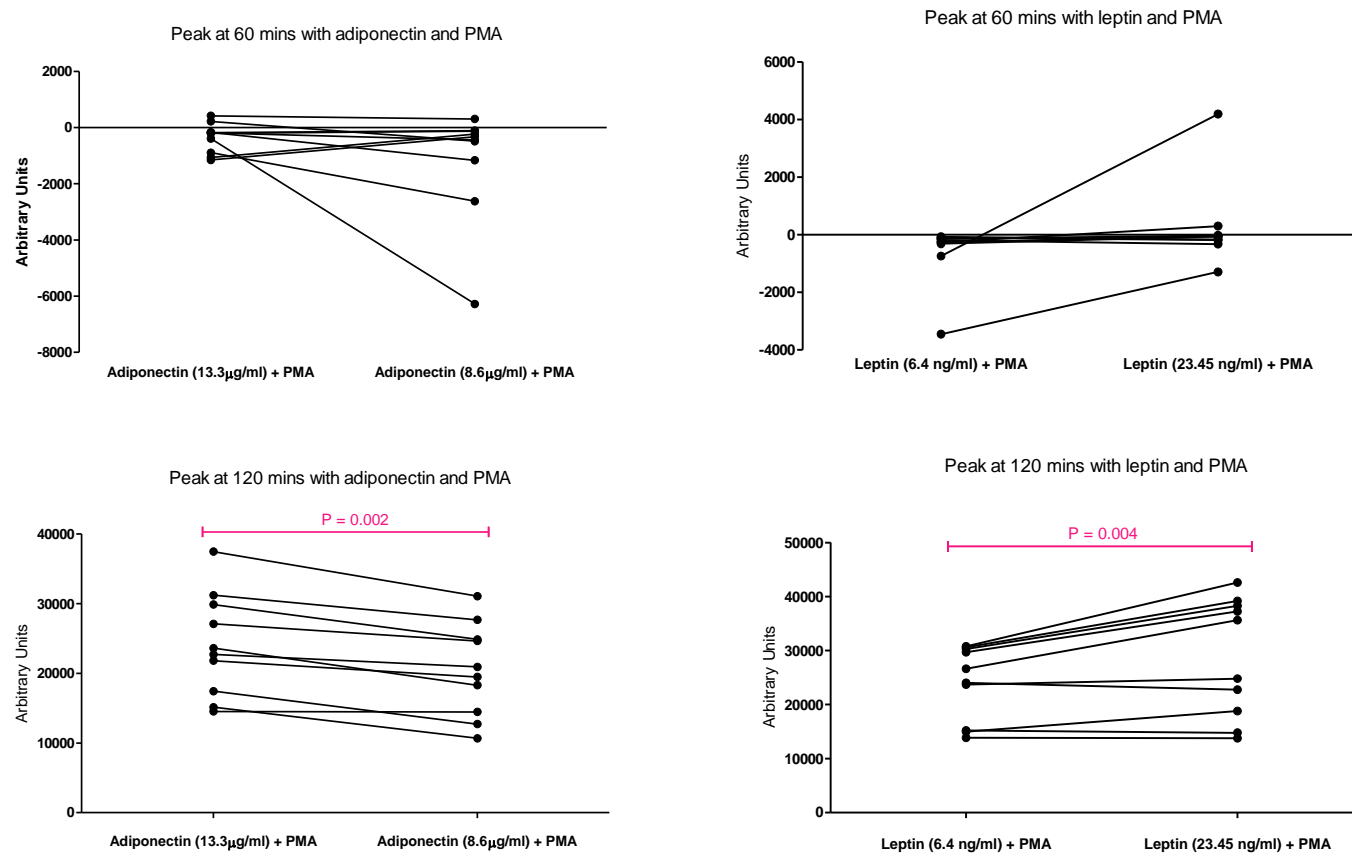 Peak at 60 mins with adiponectin and PMA
2000
0
-2000
-4000
-6000
-8000
Arbitrary Units
Adiponectin (13.3μg/ml) + PMA
Adiponectin (8.6μg/ml) + PMA
Peak at 60 mins with leptin and PMA
6000
4000
2000
0
-2000
-4000
Arbitrary Units
Leptin (6.4 ng/ml) + PMA
Leptin (23.45 ng/ml) + PMA
Peak at 120 mins with adiponectin and PMA
P = 0.002
40000
30000
20000
10000
0
Arbitrary Units
Adiponectin (13.3μg/ml) + PMA
Adiponectin (8.6μg/ml) + PMA
Peak at 120 mins with leptin and PMA
P = 0.004
50000
40000
30000
20000
10000
0
Arbitrary Units
Leptin (6.4 ng/ml) + PMA
Leptin (23.45 ng/ml) + PMA